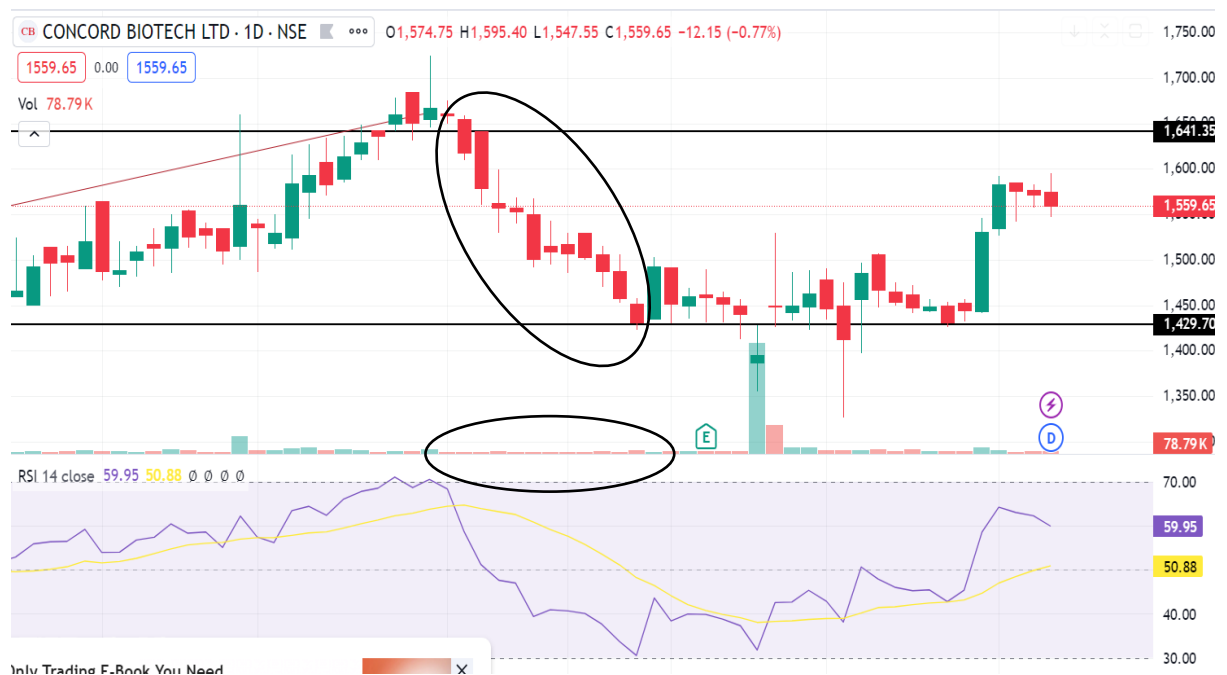 CB CONCORD BIOTECH LTD · 1D · NSE ooo O1,574.75 H1,595.40 L1,547.55 C1,559.65 −12.15 (−0.77%)
1559.65 0.00 1559.65
Vol 78.79K
1,750.00
1,700.00
1,641.35
1,600.00
1,559.65
1,500.00
1,450.00
1,429.70
1,400.00
1,350.00
E
D
78.79K
RSI 14 close 59.95 50.88 Ø Ø Ø Ø
70.00
59.95
50.88
40.00
30.00
Only Trading E-Book You Need